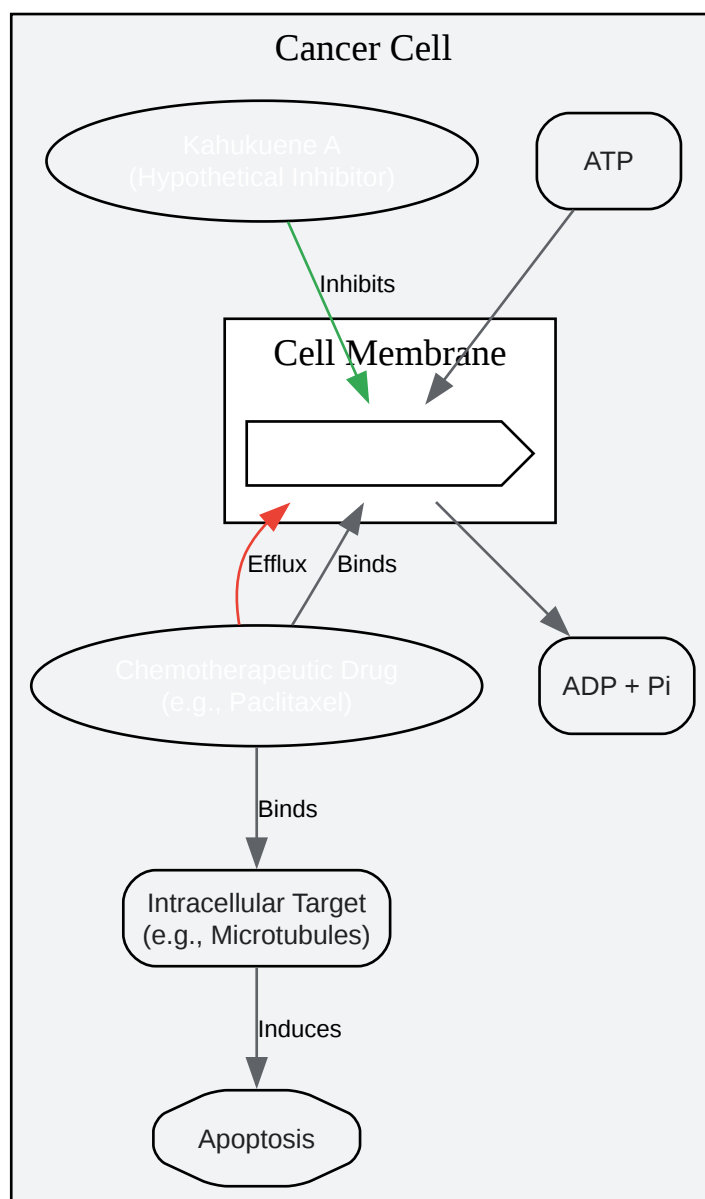 Cancer Cell
Kahukuene A
(Hypothetical Inhibitor)
ATP
Inhibits
Cell Membrane
Efflux
Binds
Chemotherapeutic Drug
(e.g., Paclitaxel)
ADP + Pi
Binds
Intracellular Target
(e.g., Microtubules)
Induces
Apoptosis